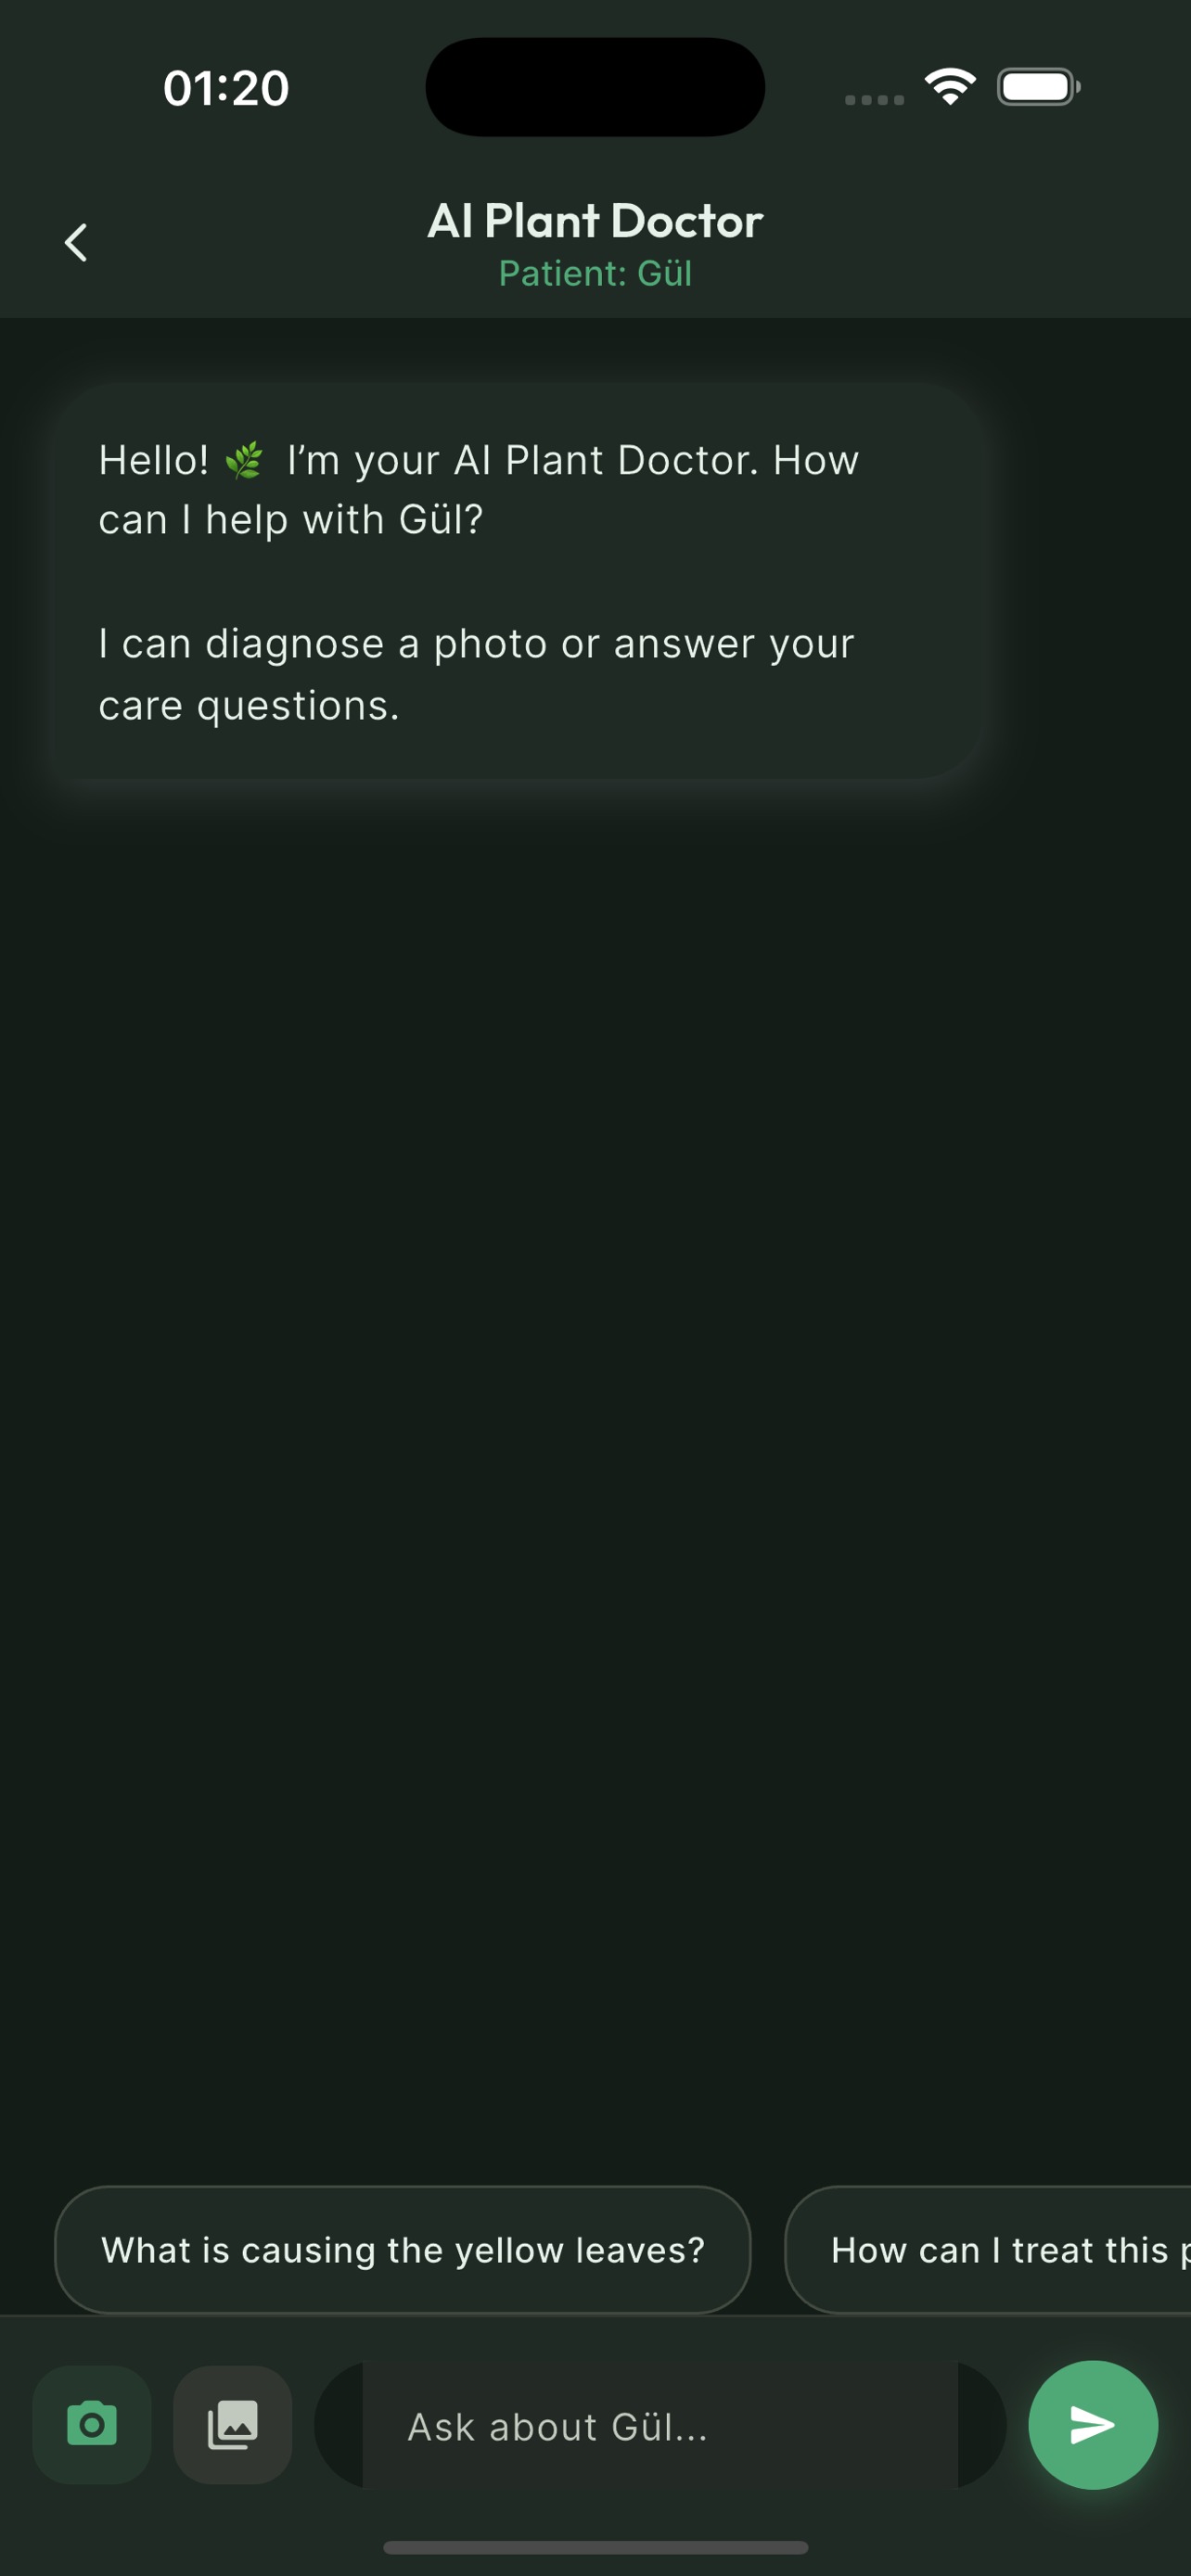 01:20
AI Plant Doctor
Patient: Gül
Hello! 🌿 I’m your AI Plant Doctor. How
can I help with Gül?
I can diagnose a photo or answer your
care questions.
What is causing the yellow leaves?
How can I treat this p
Ask about Gül...